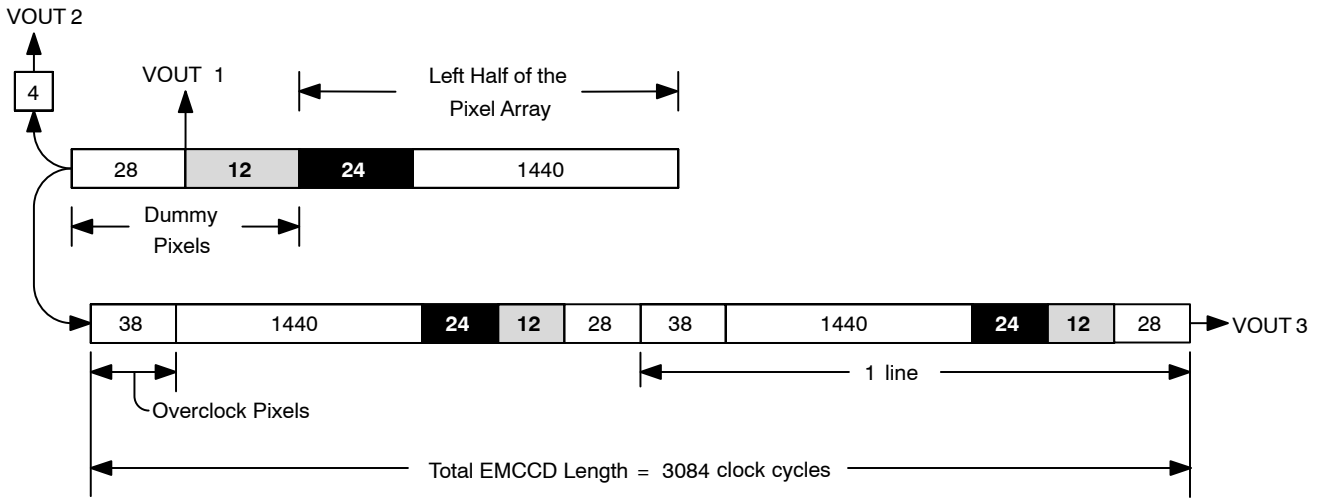 VOUT 2
4
VOUT 1
Left Half of the
Pixel Array
28 12 24 1440
Dummy
Pixels
38 1440 24 12 28 38 1440 24 12 28 VOUT 3
1 line
Overclock Pixels
Total EMCCD Length = 3084 clock cycles